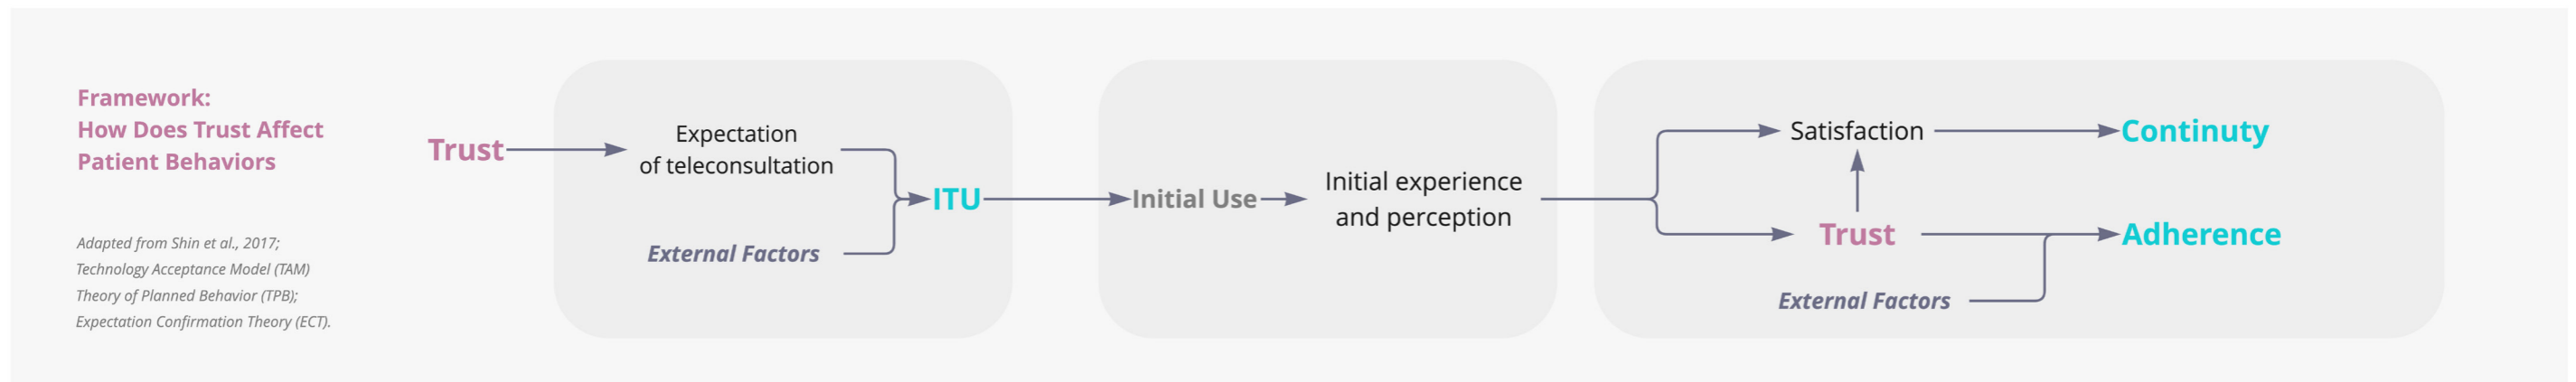 Framework:
How Does Trust Affect
Patient Behaviors
Adapted from Shin et al., 2017;
Technology Acceptance Model (TAM)
Theory of Planned Behavior (TPB);
Expectation Confirmation Theory (ECT).
Trust
Expectation
of teleconsultation
External Factors
ITU
Initial Use
Initial experience
and perception
Satisfaction
Continuty
Trust
Adherence
External Factors